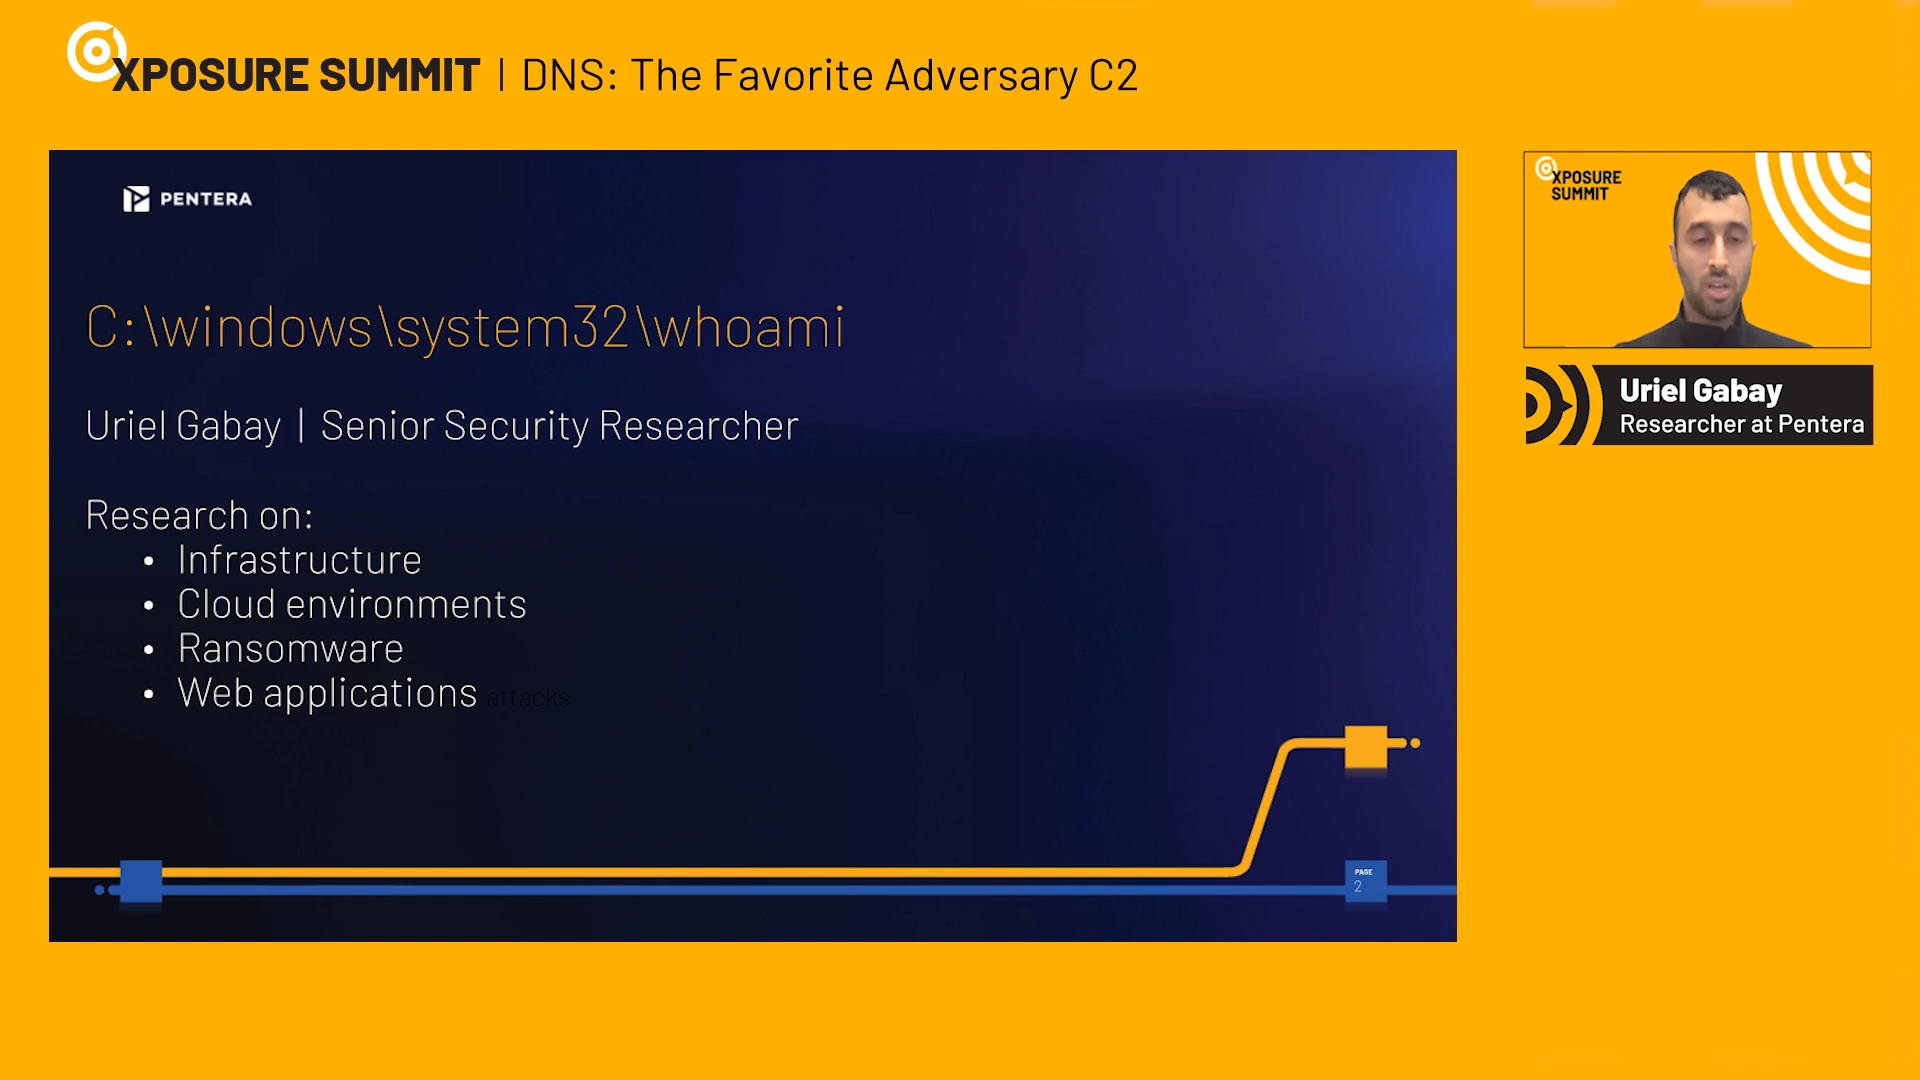 XPOSURE SUMMIT | DNS: The Favorite Adversary C2
PENTERA
C:\windows\system32\whoami
Uriel Gabay | Senior Security Researcher
Research on:
• Infrastructure
• Cloud environments
• Ransomware
• Web applications attacks
PAGE
2
XPOSURE
SUMMIT
Uriel Gabay
Researcher at Pentera